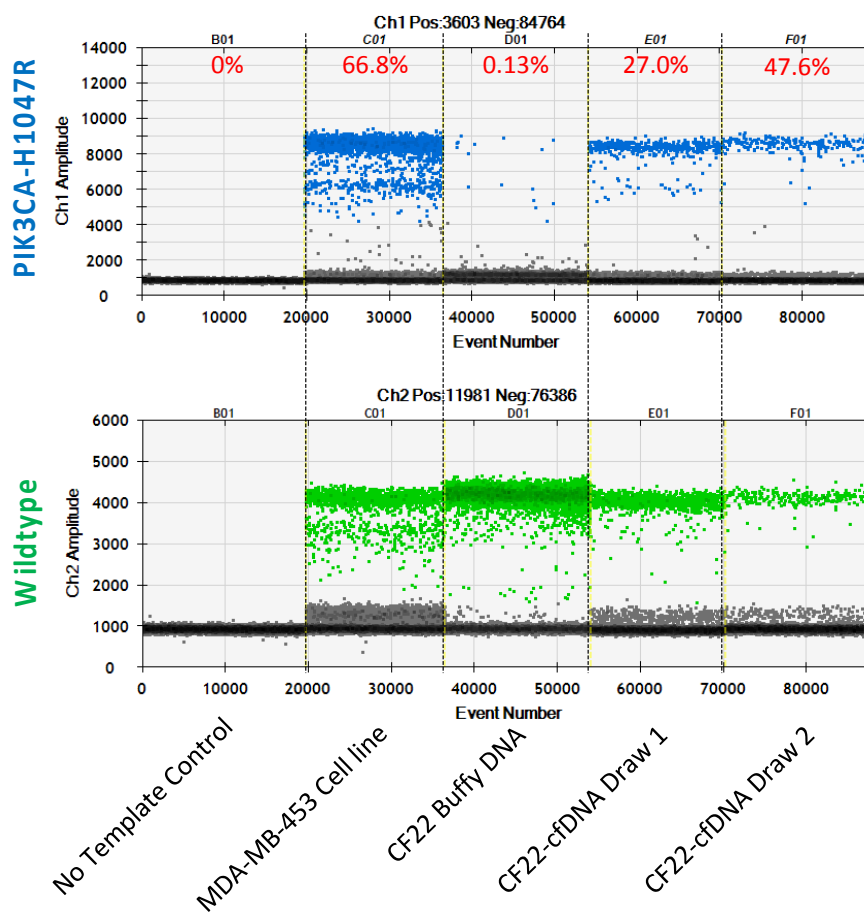 Ch1 Pos:3603 Neg:84764
B01 C01 D01 E01 F01
0% 66.8% 0.13% 27.0% 47.6%
PIK3CA-H1047R
Ch1 Amplitude
14000
12000
10000
8000
6000
4000
2000
0
0 10000 20000 30000 40000 50000 60000 70000 80000
Event Number
Ch2 Pos:11981 Neg:76386
B01 C01 D01 E01 F01
Wildtype
Ch2 Amplitude
6000
5000
4000
3000
2000
1000
0
0 10000 20000 30000 40000 50000 60000 70000 80000
Event Number
No Template Control
MDA-MB-453 Cell line
CF22 Buffy DNA
CF22-cfDNA Draw 1
CF22-cfDNA Draw 2